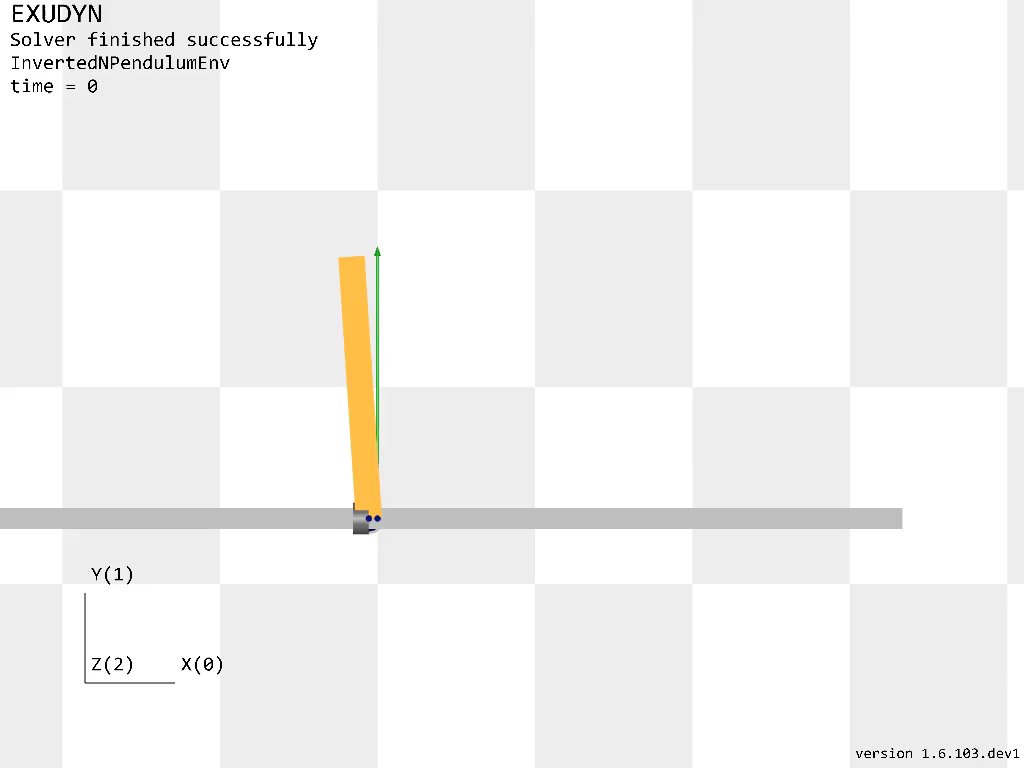 EXUDYN
Solver finished successfully
InvertedNPendulumEnv
time = 0
Y(1)
Z(2) X(0)
version 1.6.103.dev1